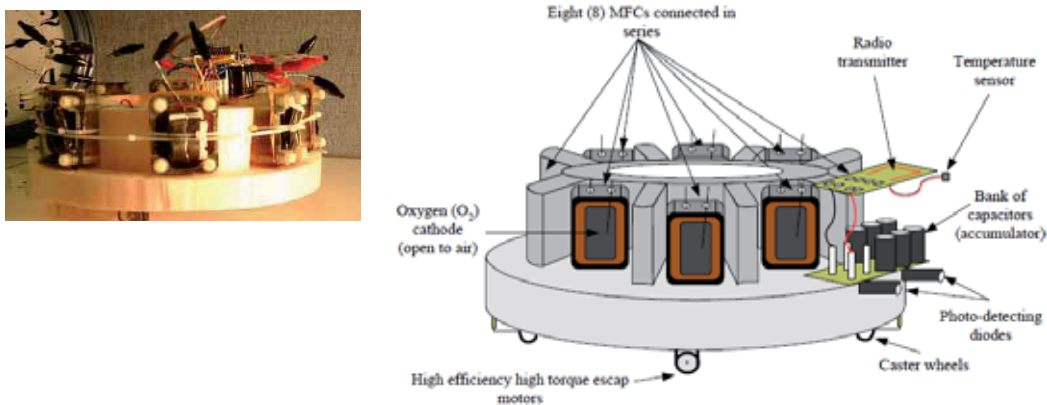 Eight (8) MFCs connected in
series
Radio
transmitter
Temperature
sensor
Oxygen (O₂)
cathode
(open to air)
Bank of
capacitors
(accumulator)
Photo-detecting
diodes
Caster wheels
High efficiency high torque escap
motors